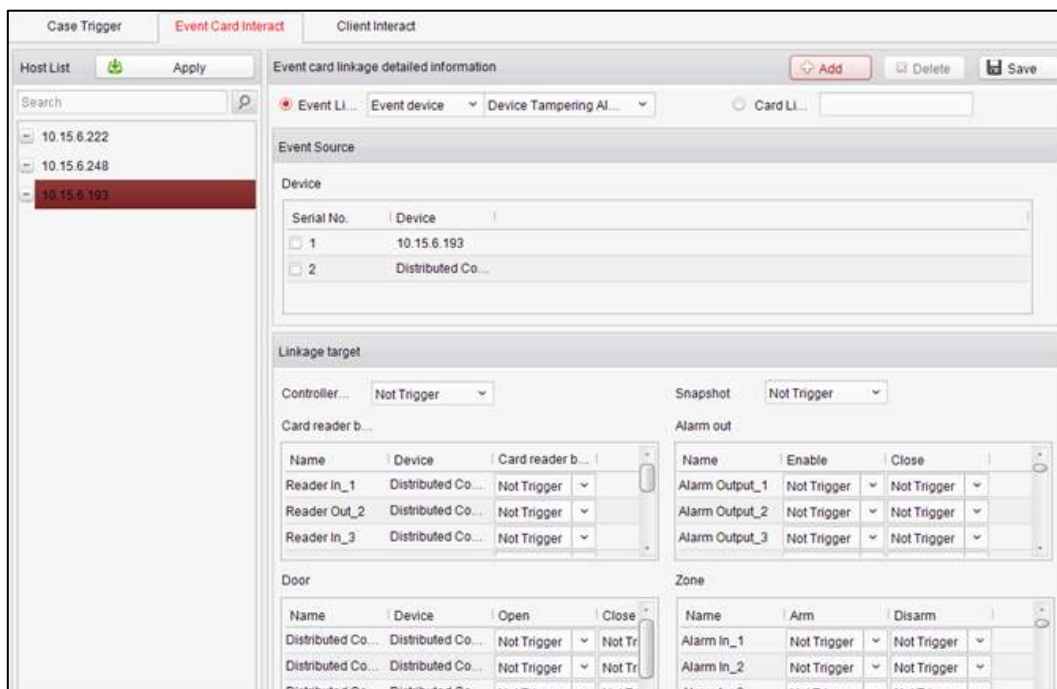 Case Trigger Event Card Interact Client Interact
Host List Apply Event card linkage detailed information Add Delete Save
Search Event Li... Event device Device Tampering Al... Card Li...
10.15.6.222
10.15.6.248
10.15.6.193
Event Source
Device
Serial No. Device
1 10.15.6.193
2 Distributed Co...
Linkage target
Controller... Not Trigger Snapshot Not Trigger
Card reader b... Alarm out
Name Device Card reader b... Name Enable Close
Reader In_1 Distributed Co... Not Trigger Alarm Output_1 Not Trigger Not Trigger
Reader Out_2 Distributed Co... Not Trigger Alarm Output_2 Not Trigger Not Trigger
Reader In_3 Distributed Co... Not Trigger Alarm Output_3 Not Trigger Not Trigger
Door Zone
Name Device Open Close Name Arm Disarm
Distributed Co... Distributed Co... Not Trigger Not Tr Alarm In_1 Not Trigger Not Trigger
Distributed Co... Distributed Co... Not Trigger Not Tr Alarm In_2 Not Trigger Not Trigger